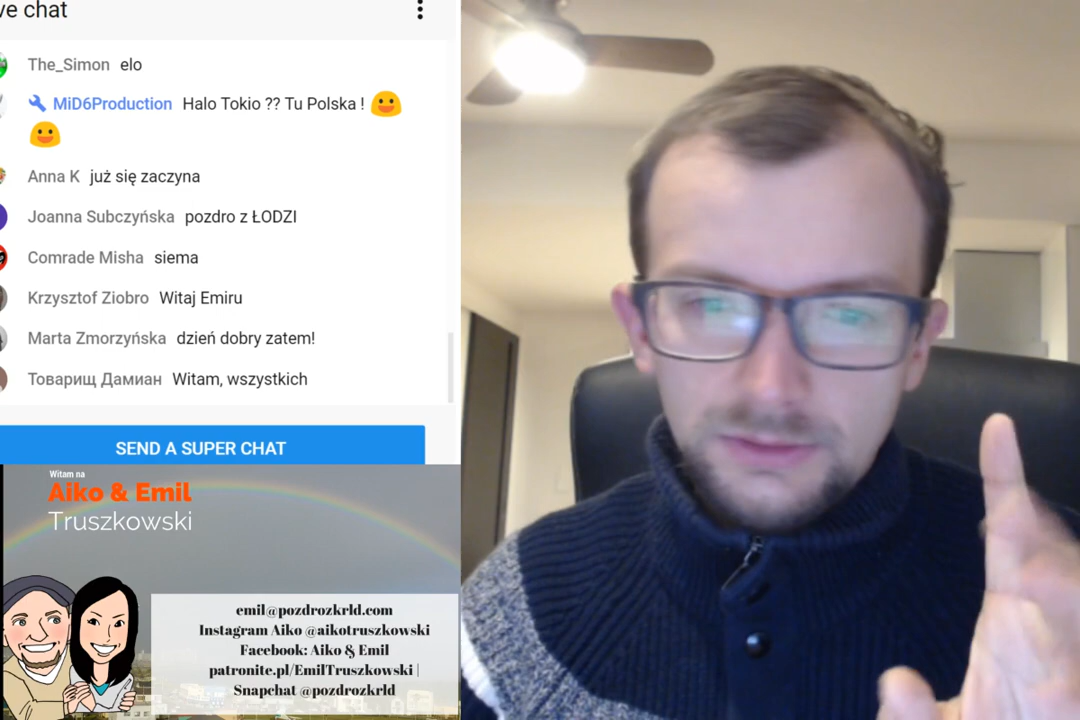 ve chat
The_Simon elo
MiD6Production Halo Tokio ?? Tu Polska !
Anna K już się zaczyna
Joanna Subczyńska pozdro z ŁODZI
Comrade Misha siema
Krzysztof Ziobro Witaj Emiru
Marta Zmorzyńska dzień dobry zatem!
Товарищ Дамиан Witam, wszystkich
SEND A SUPER CHAT
Witam na
Aiko & Emil
Truszkowski
emil@pozdrozkrld.com
Instagram Aiko @aikotruszkowski
Facebook: Aiko & Emil
patronite.pl/EmilTruszkowski |
Snapchat @pozdrozkrld